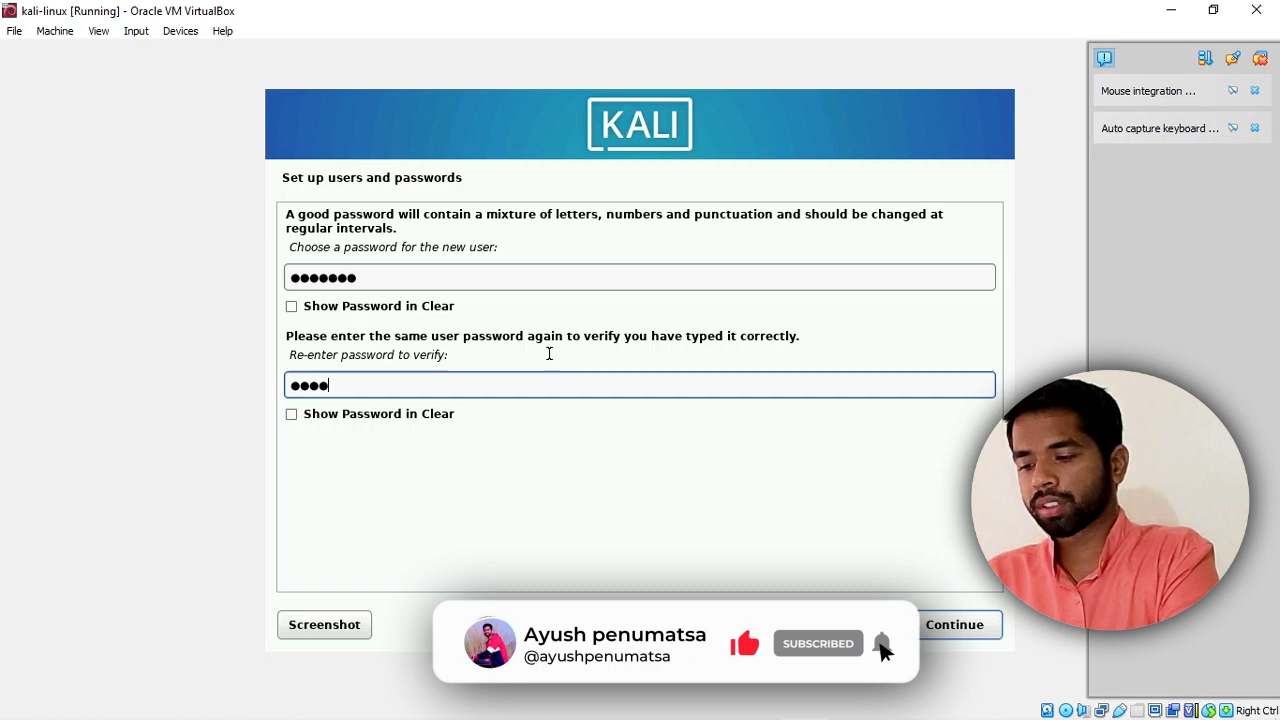 kali-linux [Running] - Oracle VM VirtualBox
File Machine View Input Devices Help
Mouse integration ...
Auto capture keyboard ...
KALI
Set up users and passwords
A good password will contain a mixture of letters, numbers and punctuation and should be changed at
regular intervals.
Choose a password for the new user:
●●●●●●●
Show Password in Clear
Please enter the same user password again to verify you have typed it correctly.
Re-enter password to verify:
●●●●
Show Password in Clear
Screenshot
Continue
Ayush penumatsa
@ayushpenumatsa
SUBSCRIBED
Right Ctrl